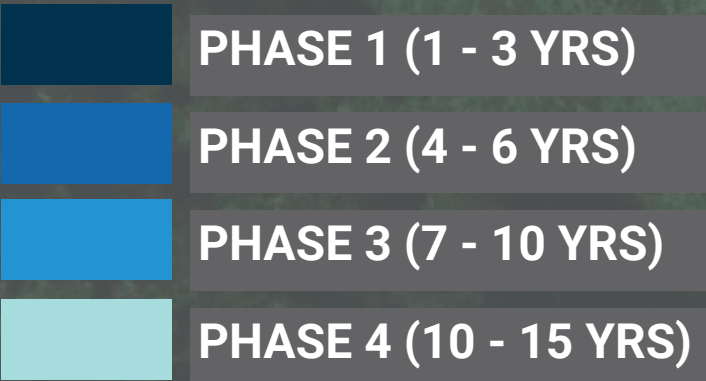 PHASE 1 (1 - 3 YRS)
PHASE 2 (4 - 6 YRS)
PHASE 3 (7 - 10 YRS)
PHASE 4 (10 - 15 YRS)